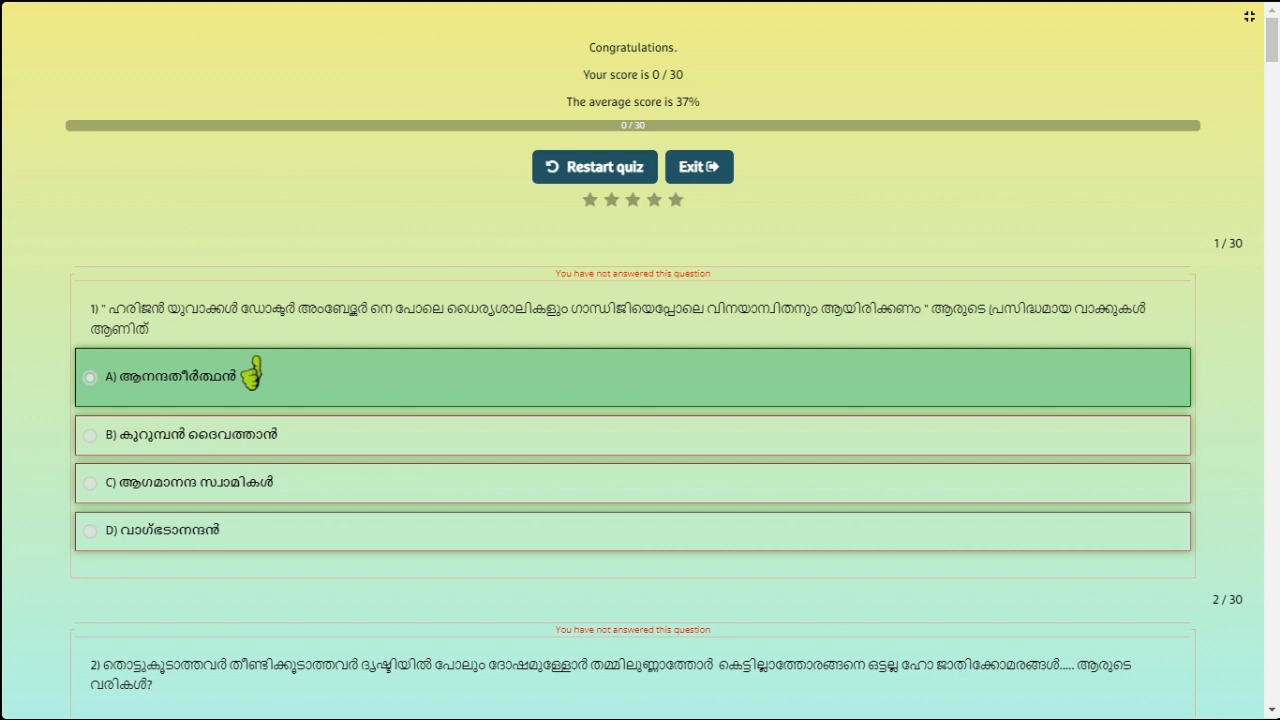 Congratulations.
Your score is 0 / 30
The average score is 37%
0 / 30
Restart quiz Exit
1 / 30
You have not answered this question
1) " ഹരിജൻ യുവാക്കൾ ഡോക്ടർ അംബേദ്ക്കർ നെ പോലെ ധൈര്യശാലികളും ഗാന്ധിജിയെപ്പോലെ വിനയാന്വിതനും ആയിരിക്കണം " ആരുടെ പ്രസിദ്ധമായ വാക്കുകൾ
ആണിത്
A) ആനന്ദതീർത്ഥൻ
B) കുറുമ്പൻ ദൈവത്താൻ
C) ആഗമാനന്ദ സ്വാമികൾ
D) വാഗ്ഭടാനന്ദൻ
2 / 30
You have not answered this question
2) തൊട്ടുകൂടാത്തവർ തീണ്ടിക്കൂടാത്തവർ ദൃഷ്ടിയിൽ പോലും ദോഷമുള്ളോർ തമ്മിലുണ്ണാത്തോർ കെട്ടില്ലാത്തോരങ്ങനെ ഒട്ടല്ല ഹോ ജാതിക്കോമരങ്ങൾ..... ആരുടെ
വരികൾ?